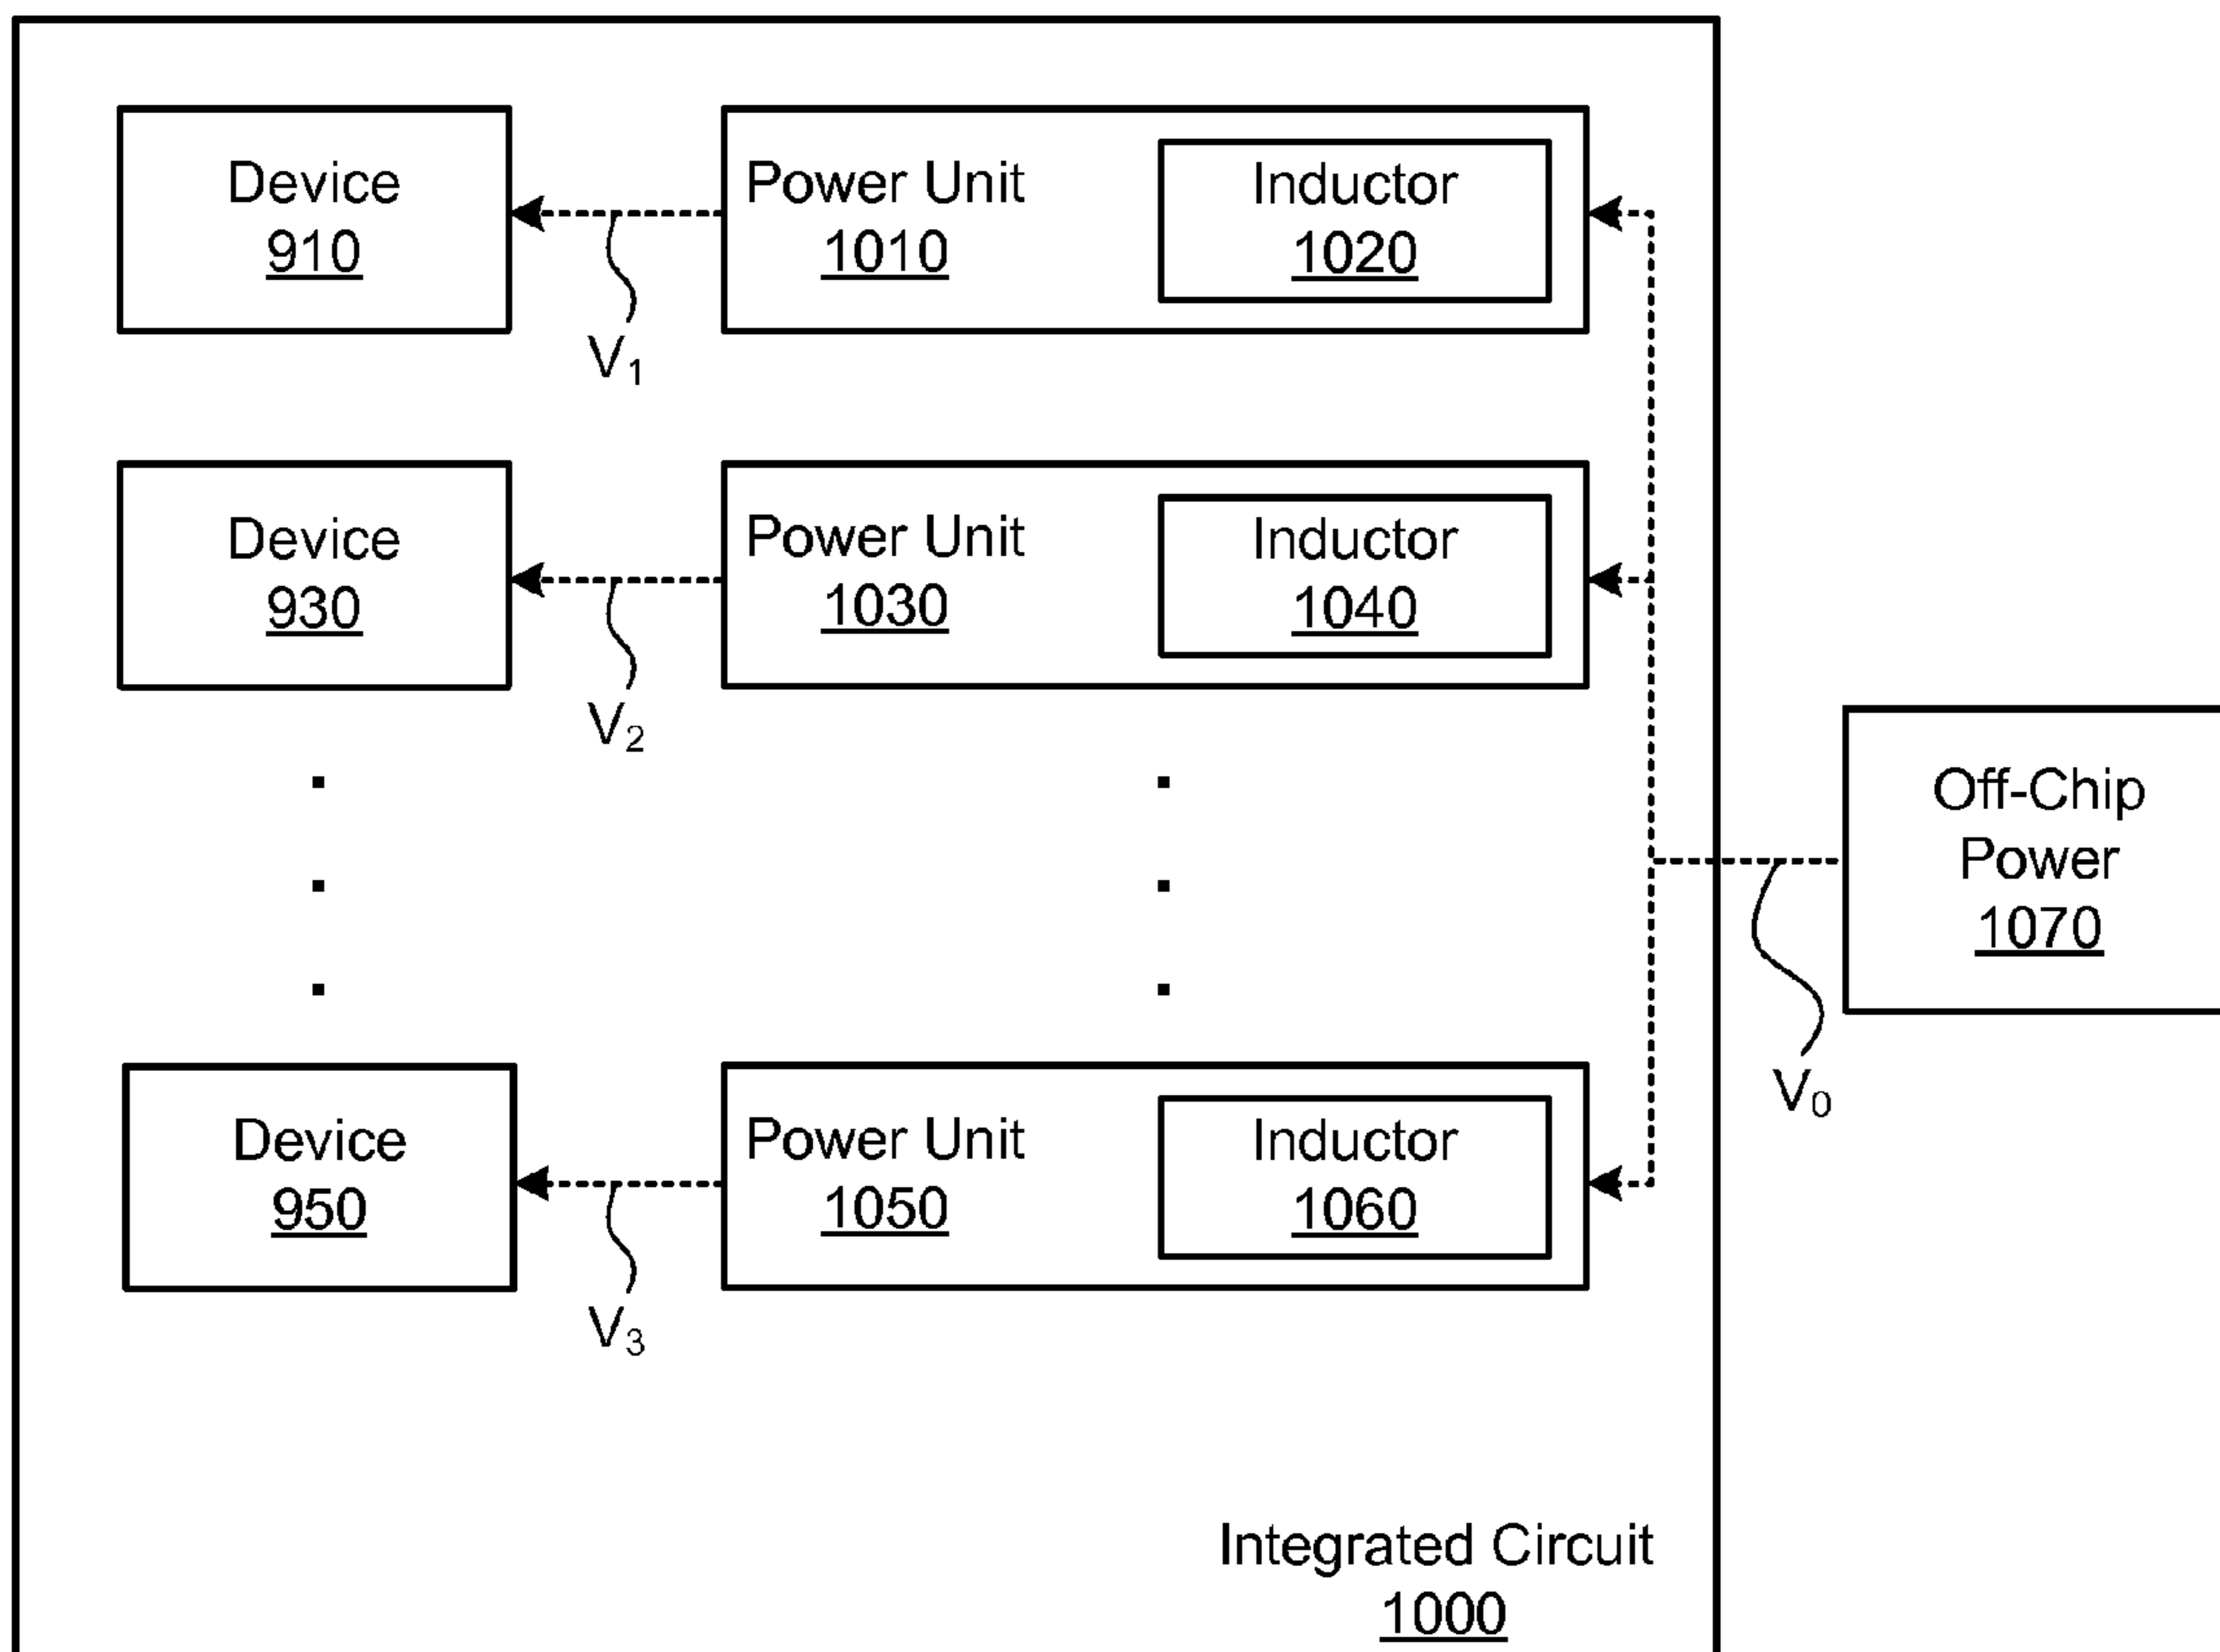 Device
910
Power Unit
1010
Inductor
1020
V₁
Device
930
Power Unit
1030
Inductor
1040
V₂
Off-Chip
Power
1070
V₀
Device
950
Power Unit
1050
Inductor
1060
V₃
Integrated Circuit
1000